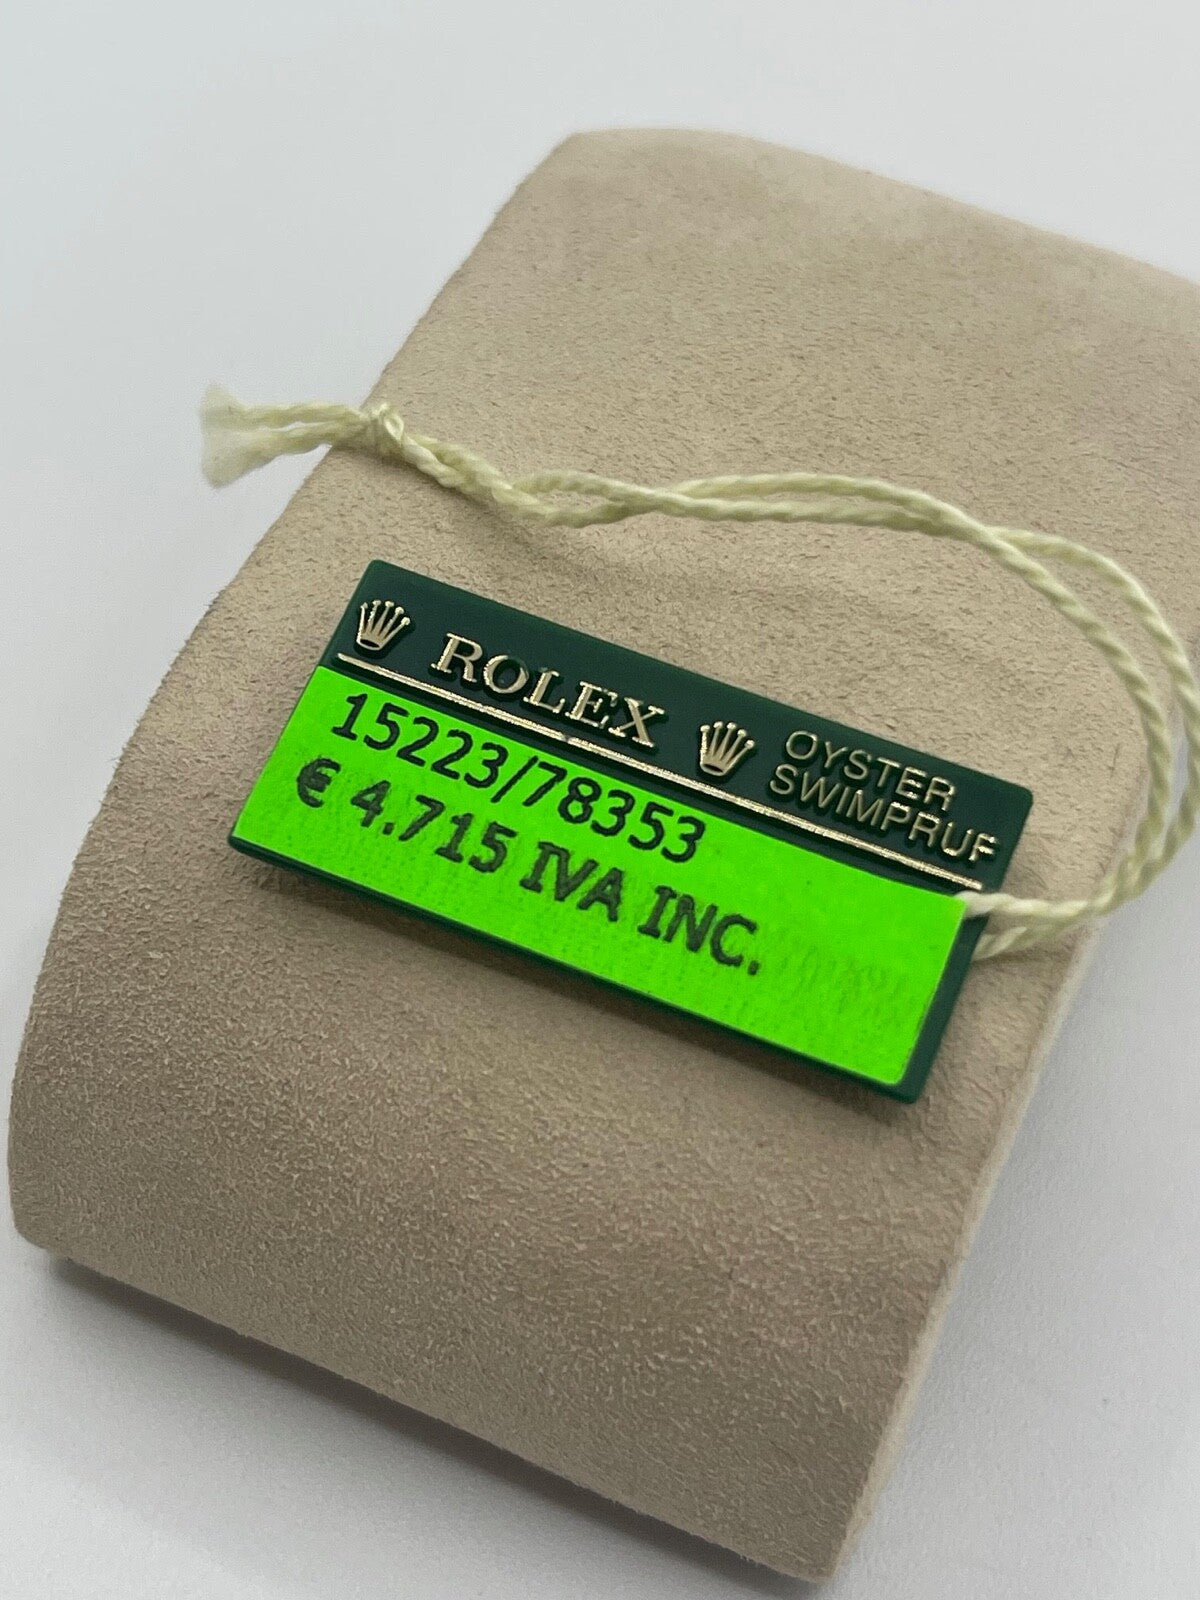 ROLEX
OYSTER
SWIMPRUF
15223/78353
€ 4.715 IVA INC.